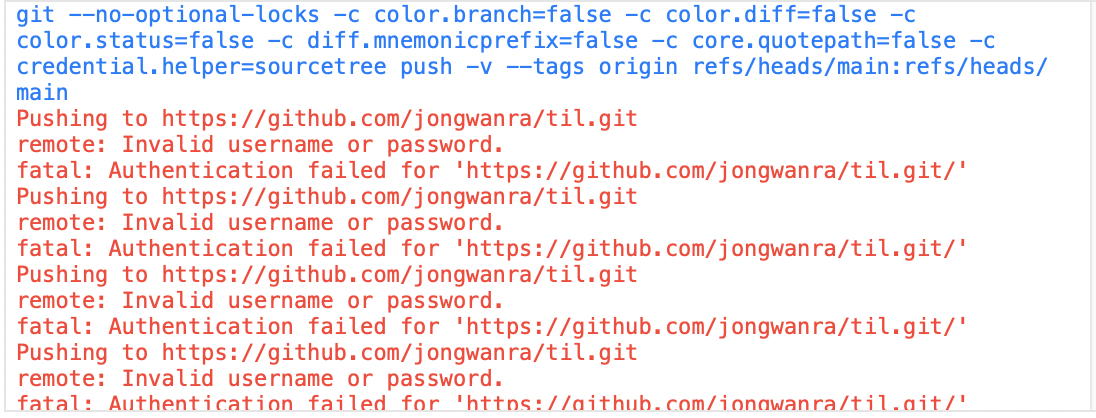 git --no-optional-locks -c color.branch=false -c color.diff=false -c
color.status=false -c diff.mnemonicprefix=false -c core.quotepath=false -c
credential.helper=sourcetree push -v --tags origin refs/heads/main:refs/heads/
main
Pushing to https://github.com/jongwanra/til.git
remote: Invalid username or password.
fatal: Authentication failed for 'https://github.com/jongwanra/til.git/'
Pushing to https://github.com/jongwanra/til.git
remote: Invalid username or password.
fatal: Authentication failed for 'https://github.com/jongwanra/til.git/'
Pushing to https://github.com/jongwanra/til.git
remote: Invalid username or password.
fatal: Authentication failed for 'https://github.com/jongwanra/til.git/'
Pushing to https://github.com/jongwanra/til.git
remote: Invalid username or password.
fatal: Authentication failed for 'https://github.com/jongwanra/til.git/'